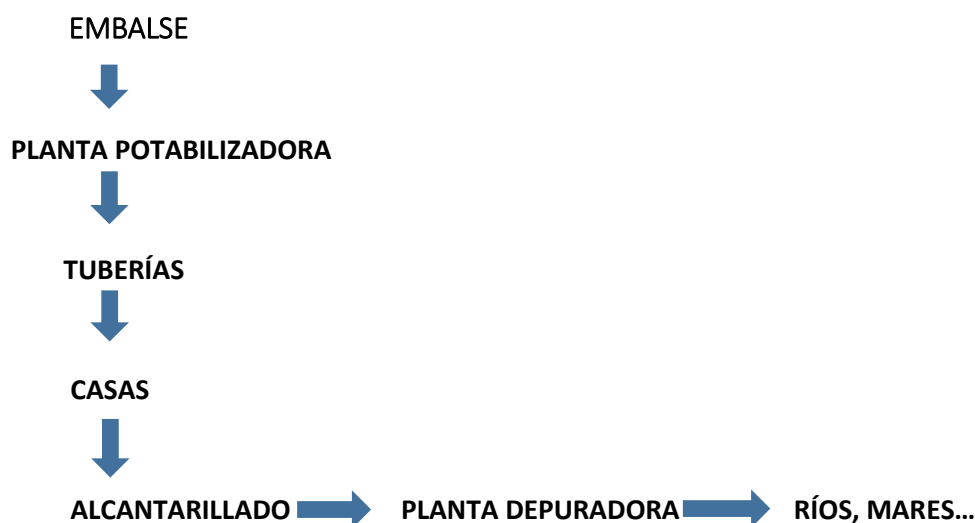 EMBALSE
PLANTA POTABILIZADORA
TUBERÍAS
CASAS
ALCANTARILLADO PLANTA DEPURADORA RÍOS, MARES...